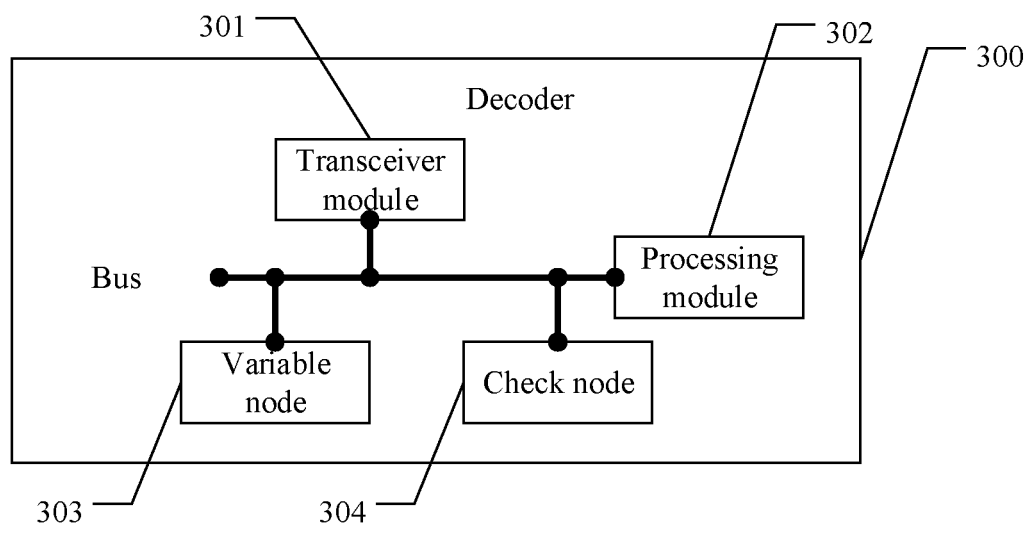 301
302
300
Decoder
Transceiver
module
Processing
module
Bus
Variable
node
Check node
303
304